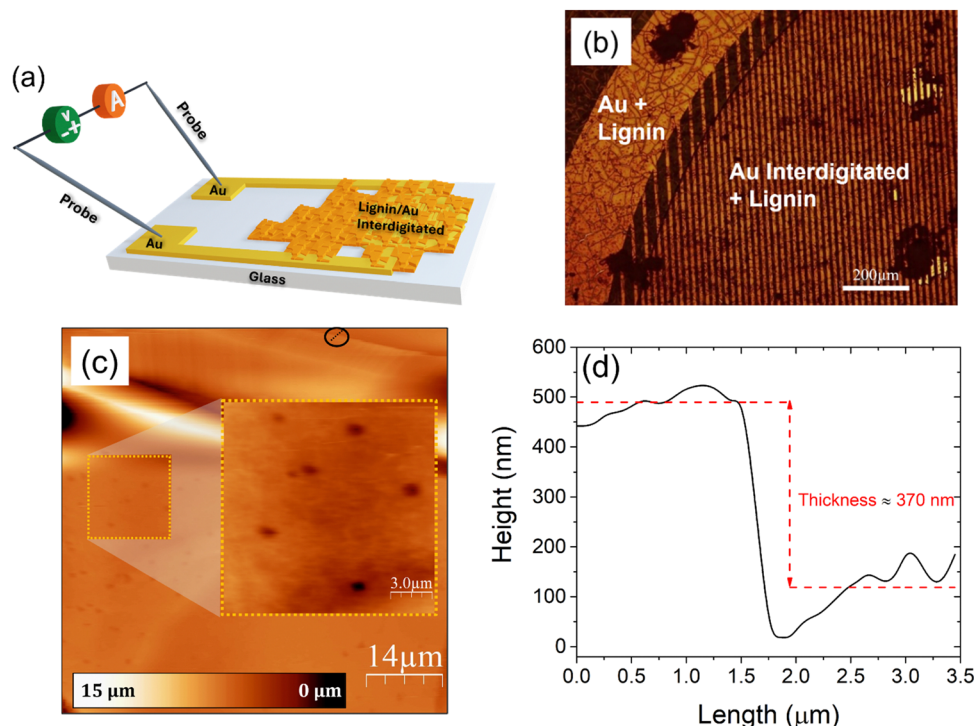 (a)
V
- +
A
Probe
Probe
Au
Au
Lignin/Au
Interdigitated
Glass
(b)
Au +
Lignin
Au Interdigitated
+ Lignin
200µm
(c)
3.0µm
14µm
15 µm
0 µm
(d)
600
500
400
300
200
100
0
Height (nm)
Thickness ≈ 370 nm
0.0 0.5 1.0 1.5 2.0 2.5 3.0 3.5
Length (µm)